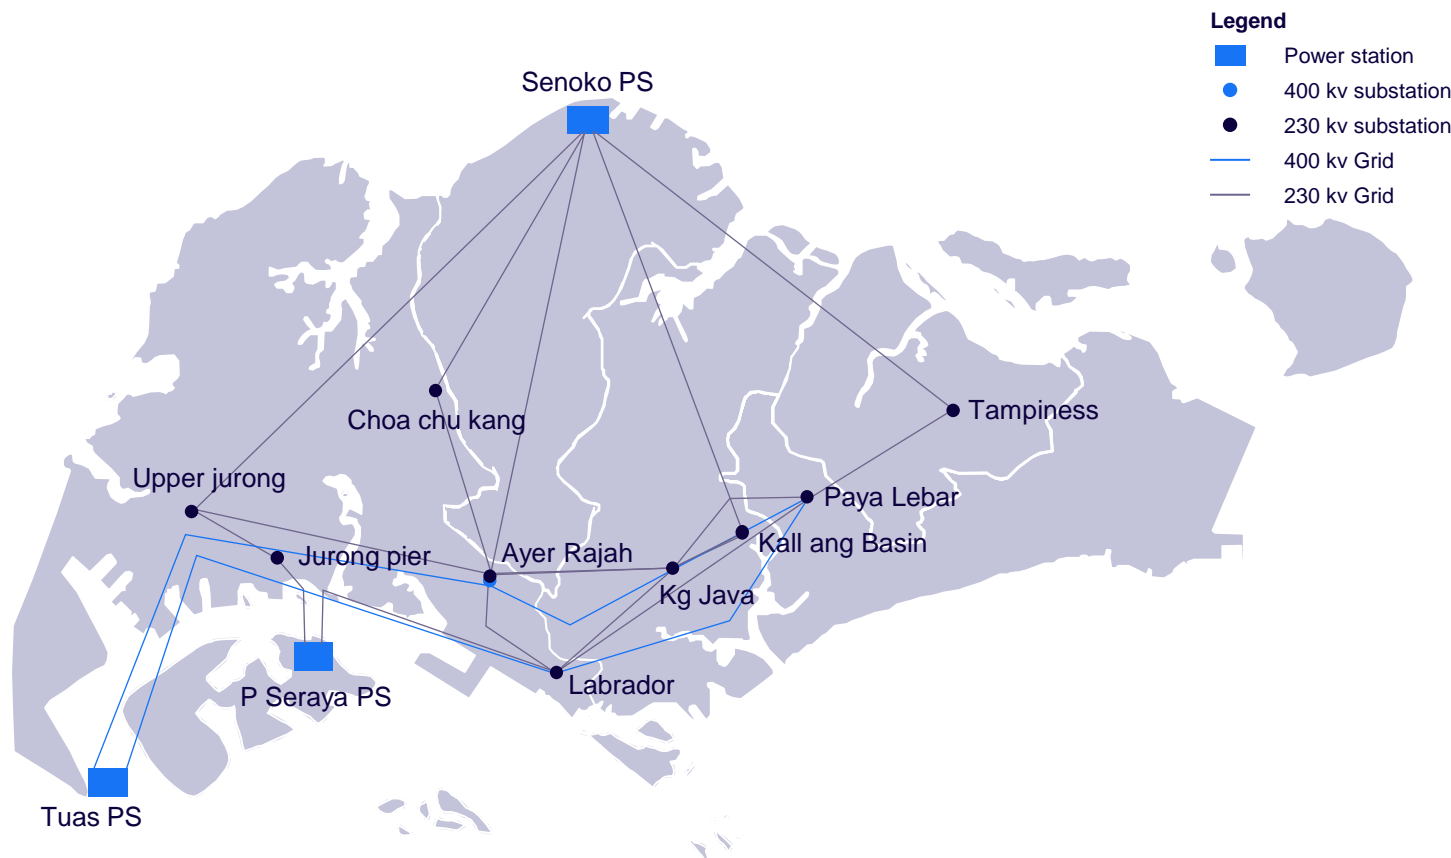 Legend
Power station
400 kv substation
230 kv substation
400 kv Grid
230 kv Grid
Senoko PS
Choa chu kang
Tampiness
Upper jurong
Paya Lebar
Jurong pier
Ayer Rajah
Kall ang Basin
Kg Java
Labrador
P Seraya PS
Tuas PS